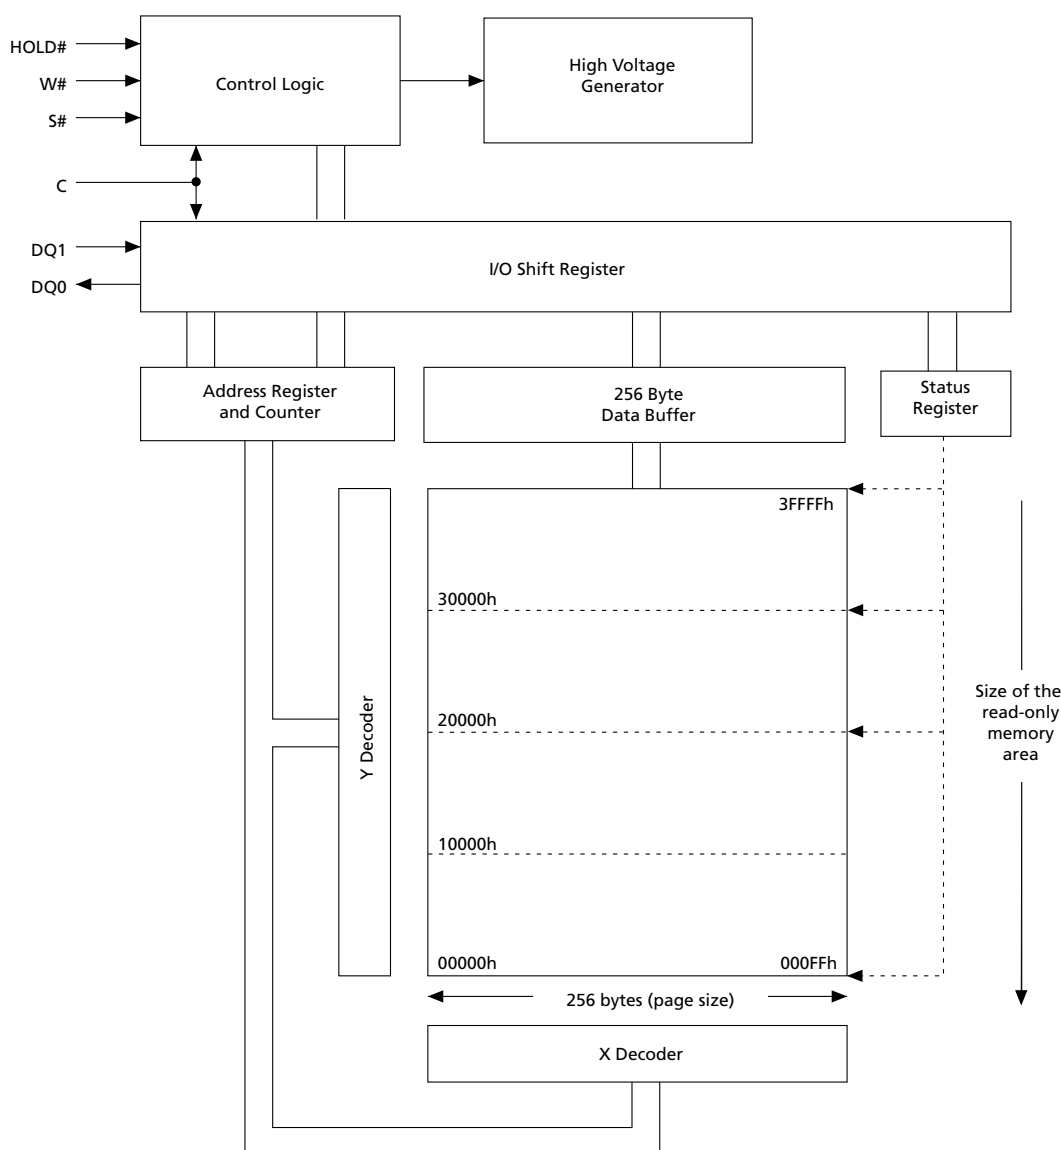 HOLD#
W#
S#
C
Control Logic
High Voltage
Generator
DQ1
DQ0
I/O Shift Register
Address Register
and Counter
256 Byte
Data Buffer
Status
Register
3FFFFh
30000h
20000h
10000h
00000h
000FFh
Y Decoder
Size of the
read-only
memory
area
256 bytes (page size)
X Decoder